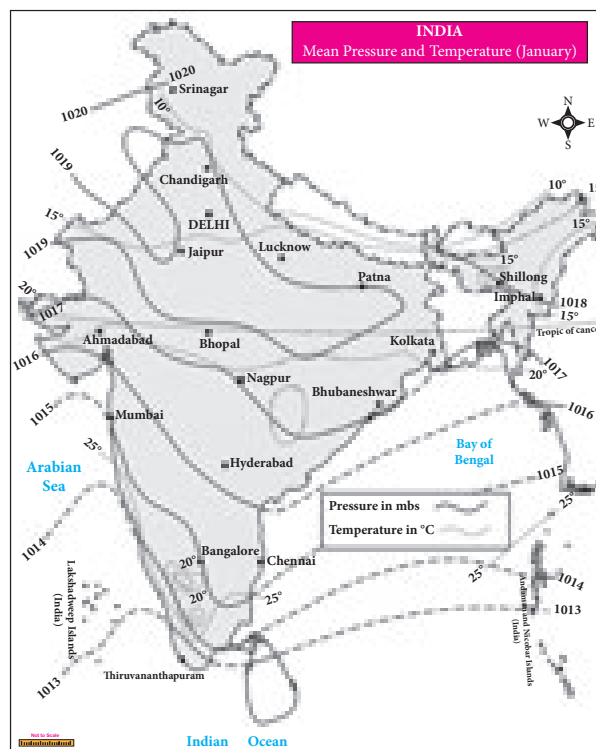 INDIA
Mean Pressure and Temperature (January)
1020
1020
Srinagar
10°
N
W
E
S
1019
Chandigarh
10°
15
15°
DELHI
15°
1019
Jaipur
Lucknow
15°
Patna
Shillong
20°
Imphal
1018
1017
15°
Tropic of cance
Ahmadabad
Bhopal
Kolkata
1016
1017
Nagpur
20°
Bhubaneshwar
1015
1016
Mumbai
25°
Bay of
Bengal
Arabian
Sea
Hyderabad
1015
25°
Pressure in mbs
Temperature in °C
1014
Bangalore
Chennai
20°
25°
1014
20°
25°
1013
Lakshadweep Islands
(India)
Andaman and Nicobar Islands
(India)
1013
Thiruvananthapuram
Not to Scale
Indian Ocean